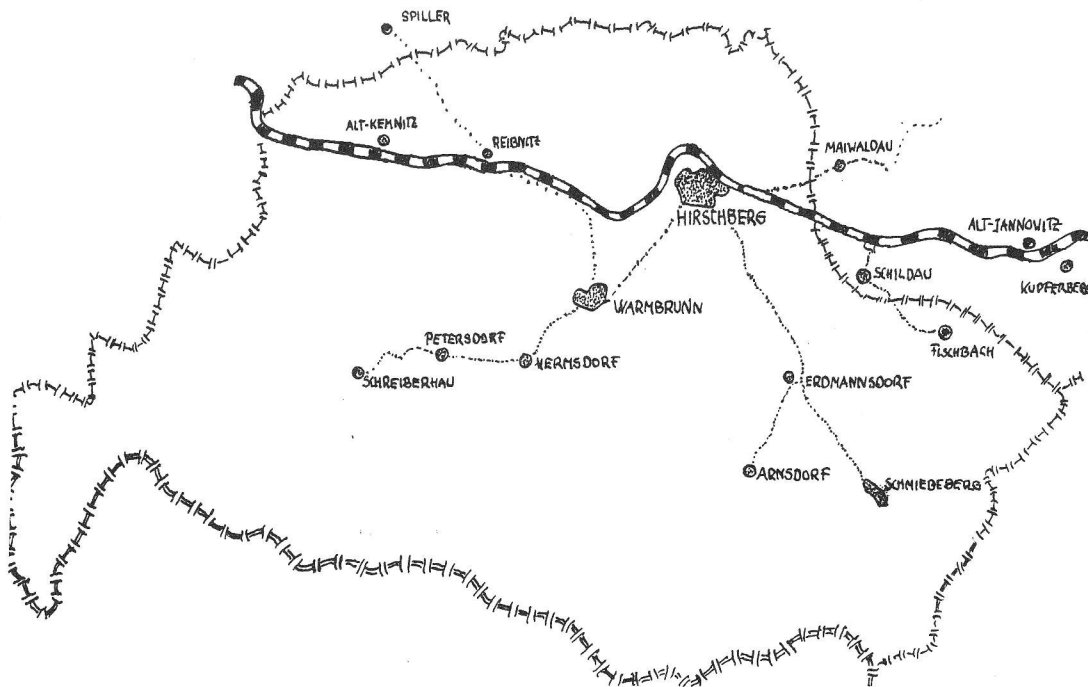 SPILLER
ALT-KEMNITZ
REIBNITZ
MAIWALDAU
HIRSCHBERG
ALT-JANNOWITZ
SCHILDAU
KUPFERBERG
WARMBRUNN
FISCHBACH
PETERSDORF
HERMSDORF
SCHREIBERHAU
ERDMANNSDORF
ARNSDORF
SCHMIEDEBERG